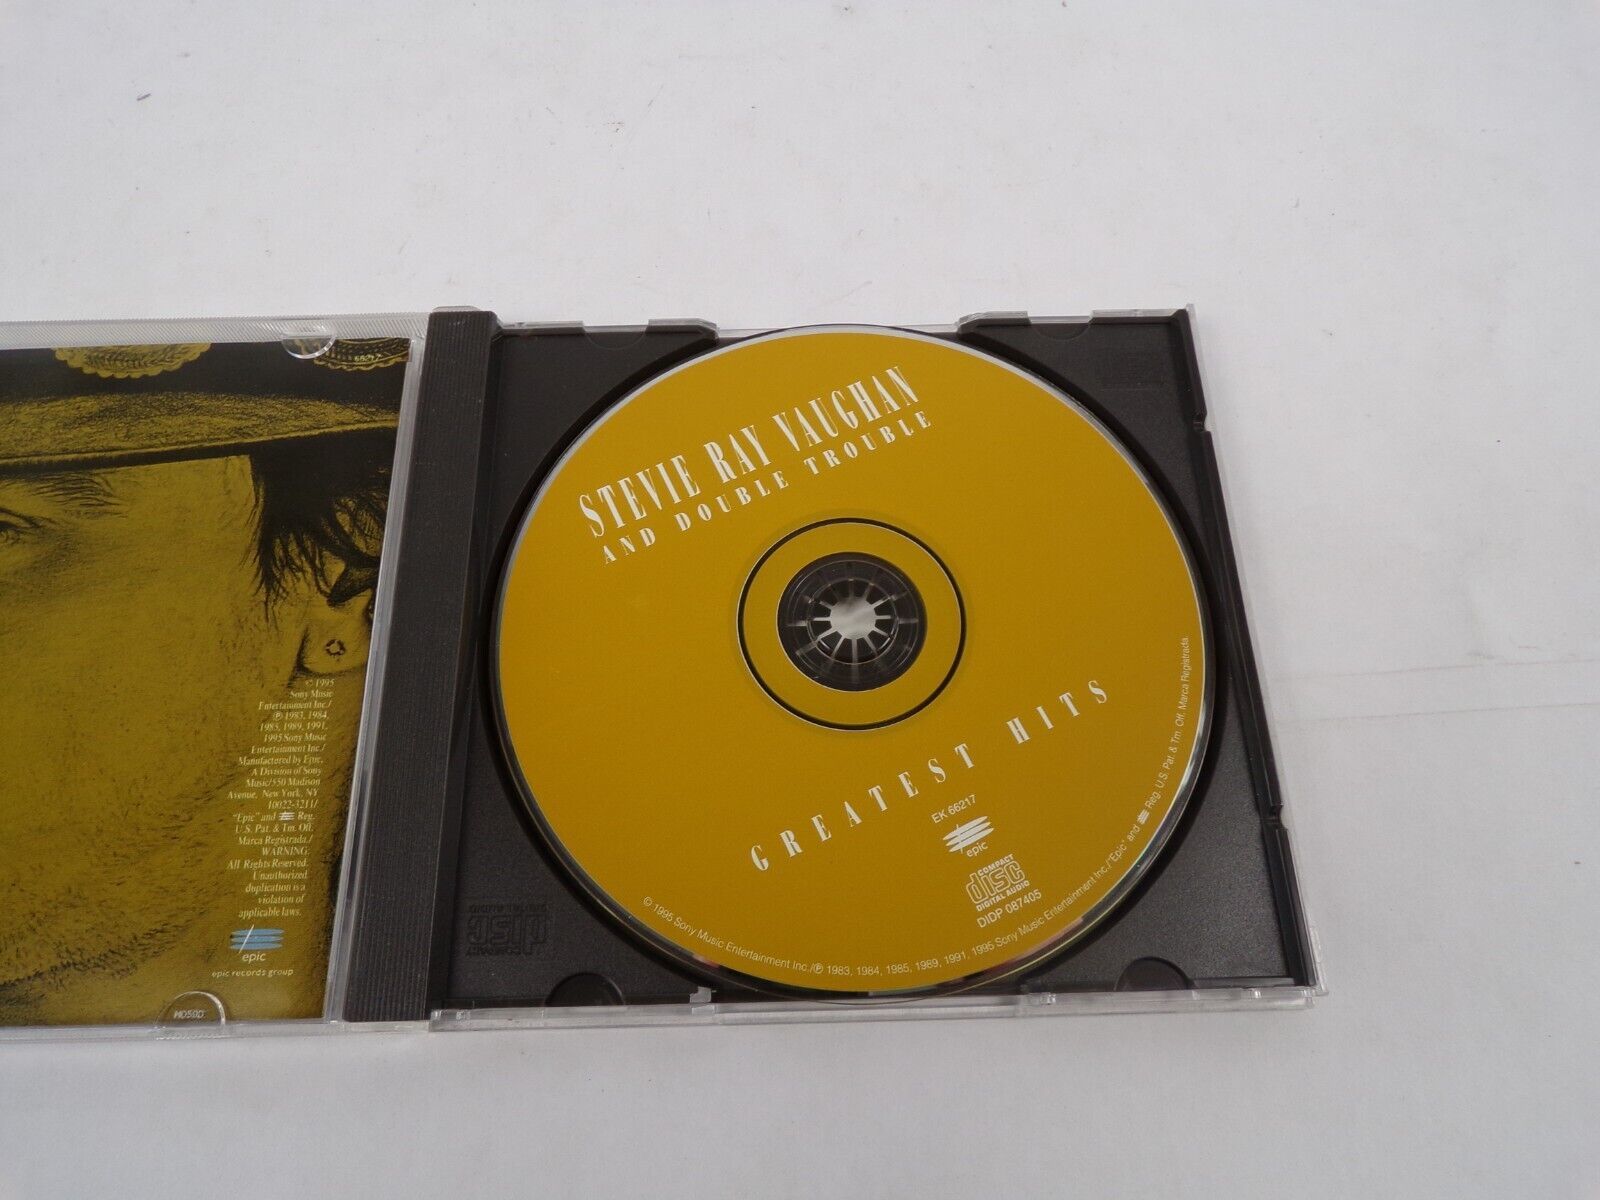 66217
© 1995
Sony Music
Entertainment Inc./
℗ 1983, 1984,
1985, 1989, 1991,
1995 Sony Music
Entertainment Inc./
Manufactured by Epic,
A Division of Sony
Music/550 Madison
Avenue, New York, NY
10022-3211/
"Epic" and Reg.
U.S. Pat. & Tm. Off.
Marca Registrada./
WARNING:
All Rights Reserved.
Unauthorized
duplication is a
violation of
applicable laws.
epic
epic records group
STEVIE RAY VAUGHAN
AND DOUBLE TROUBLE
GREATEST HITS
EK 66217
epic
COMPACT
disc
DIGITAL AUDIO
DIDP 087405
© 1995 Sony Music Entertainment Inc./℗ 1983, 1984, 1985, 1989, 1991, 1995 Sony Music Entertainment Inc./"Epic" and Reg. U.S. Pat. & Tm. Off. Marca Registrada